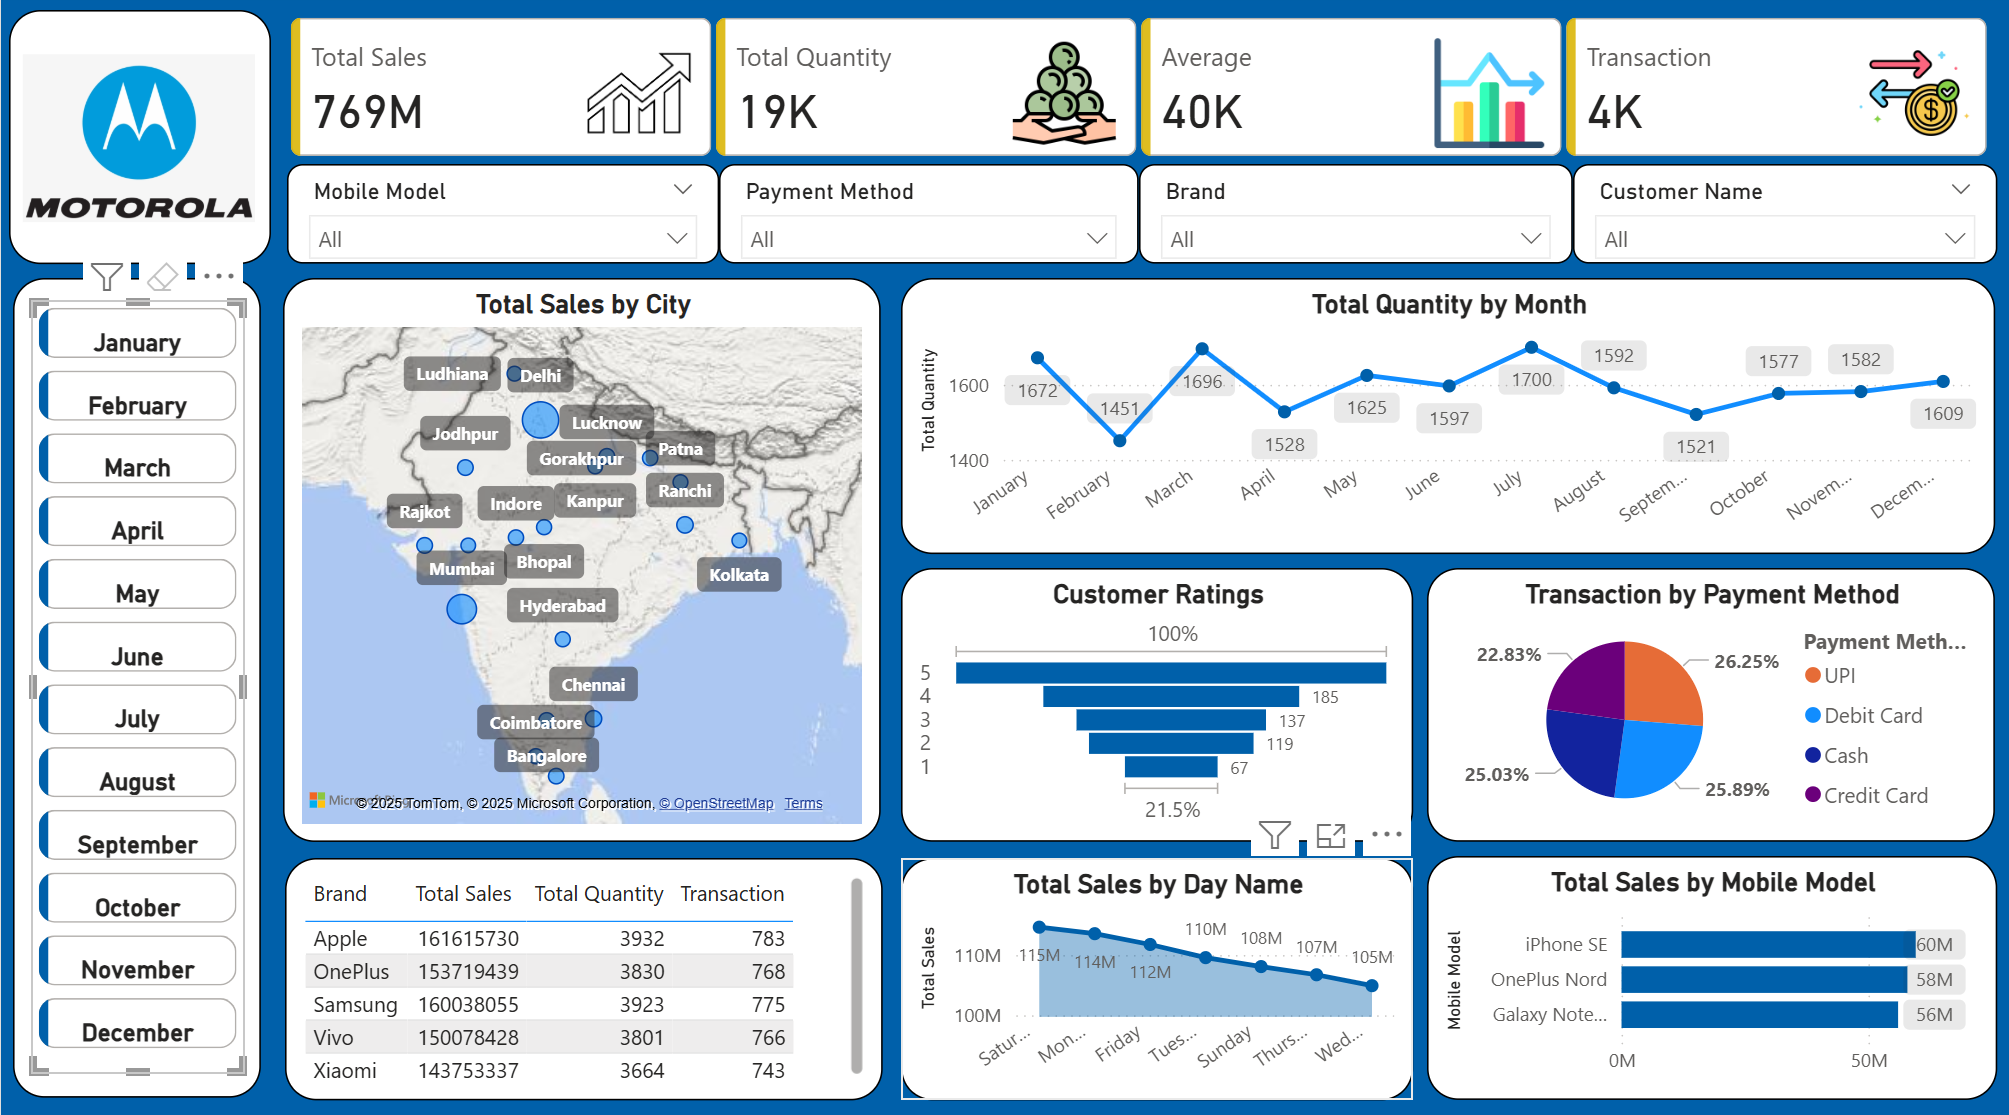 MOTOROLA
Total Sales
769M
Total Quantity
19K
Average
40K
Transaction
4K
Mobile Model
All
Payment Method
All
Brand
All
Customer Name
All
January
February
March
April
May
June
July
August
September
October
November
December
Total Sales by City
Ludhiana
Delhi
Lucknow
Jodhpur
Patna
Gorakhpur
Ranchi
Kanpur
Indore
Rajkot
Bhopal
Mumbai
Kolkata
Hyderabad
Chennai
Coimbatore
Bangalore
© 2025 TomTom, © 2025 Microsoft Corporation, © OpenStreetMap Terms
Total Quantity by Month
Total Quantity
1600
1400
1672
1451
1696
1528
1625
1597
1700
1592
1521
1577
1582
1609
January
February
March
April
May
June
July
August
Septem...
October
Novem...
Decem...
Customer Ratings
100%
5
4 185
3 137
2 119
1 67
21.5%
Transaction by Payment Method
22.83%
26.25%
25.03%
25.89%
Payment Meth...
UPI
Debit Card
Cash
Credit Card
Brand Total Sales Total Quantity Transaction
Apple 161615730 3932 783
OnePlus 153719439 3830 768
Samsung 160038055 3923 775
Vivo 150078428 3801 766
Xiaomi 143753337 3664 743
Total Sales by Day Name
Total Sales
110M
100M
115M
114M
112M
110M
108M
107M
105M
Satur...
Mon...
Friday
Tues...
Sunday
Thurs...
Wed...
Total Sales by Mobile Model
Mobile Model
iPhone SE 60M
OnePlus Nord 58M
Galaxy Note... 56M
0M 50M